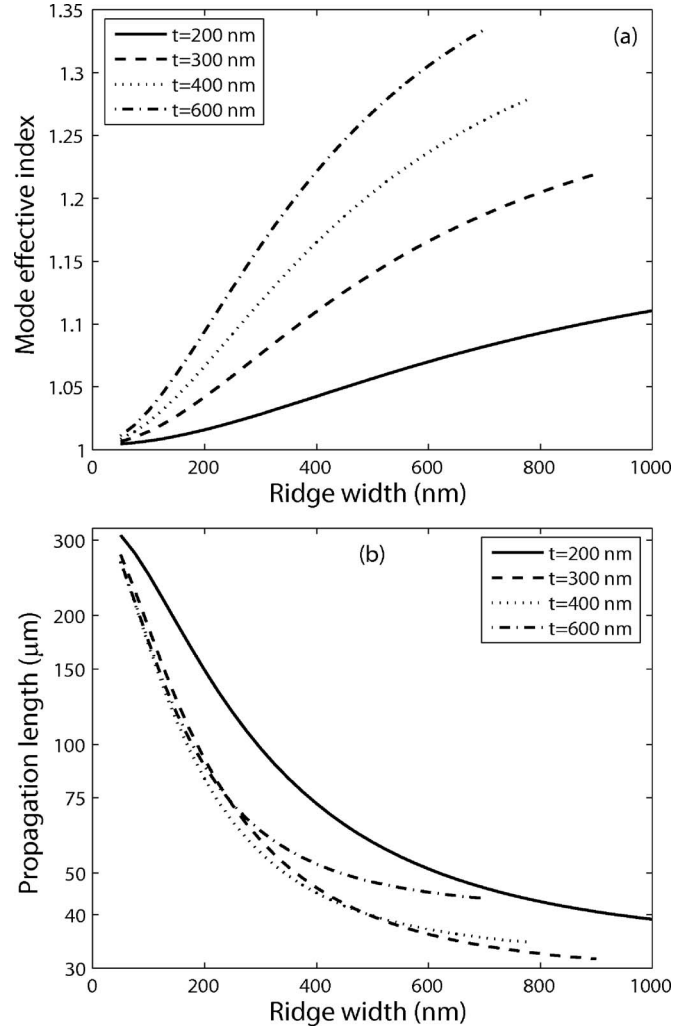 t=200 nm
t=300 nm
t=400 nm
t=600 nm
(a)
1.35
1.3
1.25
1.2
1.15
1.1
1.05
1
Mode effective index
0 200 400 600 800 1000
Ridge width (nm)
(b)
t=200 nm
t=300 nm
t=400 nm
t=600 nm
300
200
150
100
75
50
40
30
Propagation length (μm)
0 200 400 600 800 1000
Ridge width (nm)